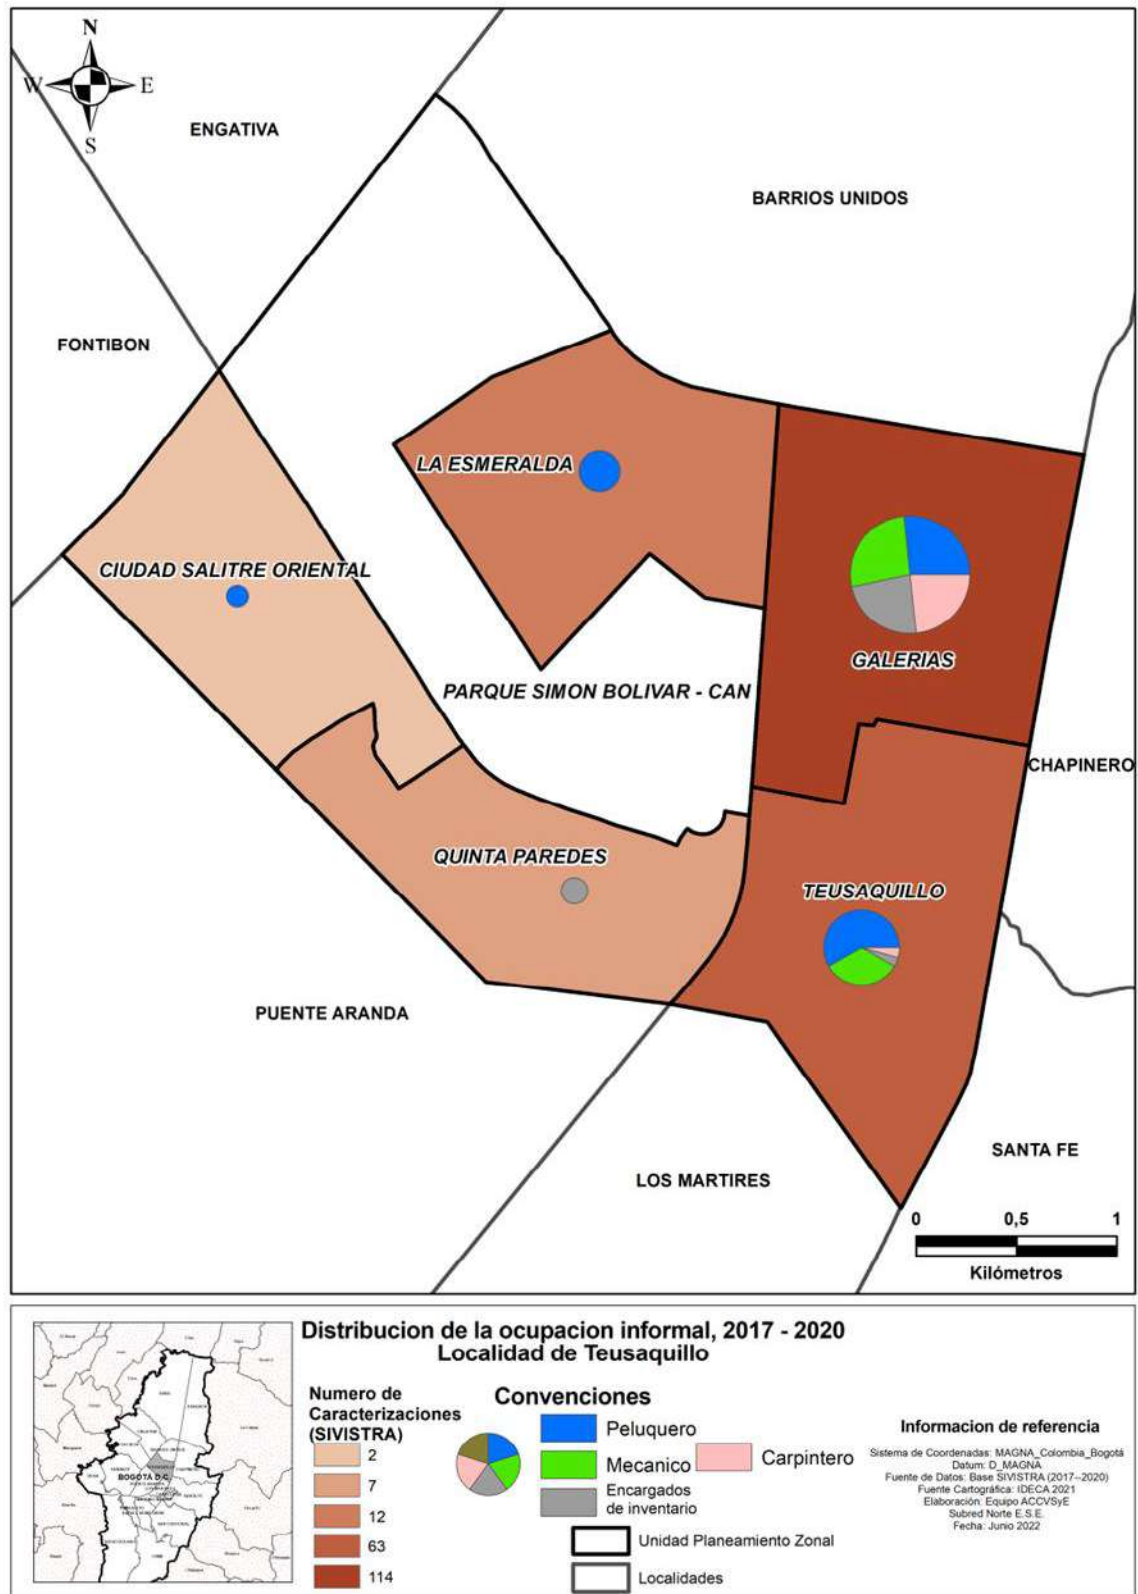 N
W E
S
ENGATIVA
BARRIOS UNIDOS
FONTIBON
LA ESMERALDA
CIUDAD SALITRE ORIENTAL
GALERIAS
PARQUE SIMON BOLIVAR - CAN
CHAPINERO
QUINTA PAREDES
TEUSAQUILLO
PUENTE ARANDA
SANTA FE
LOS MARTIRES
0 0,5 1
Kilómetros
Distribucion de la ocupacion informal, 2017 - 2020
Localidad de Teusaquillo
Numero de
Caracterizaciones
(SIVISTRA)
2
7
12
63
114
Convenciones
Peluquero
Mecanico
Carpintero
Encargados
de inventario
Unidad Planeamiento Zonal
Localidades
Informacion de referencia
Sistema de Coordenadas: MAGNA_Colombia_Bogotá
Datum: D_MAGNA
Fuente de Datos: Base SIVISTRA (2017--2020)
Fuente Cartográfica: IDECA 2021
Elaboración: Equipo ACCVSyE
Subred Norte E.S.E.
Fecha: Junio 2022
BOGOTÁ D.C.